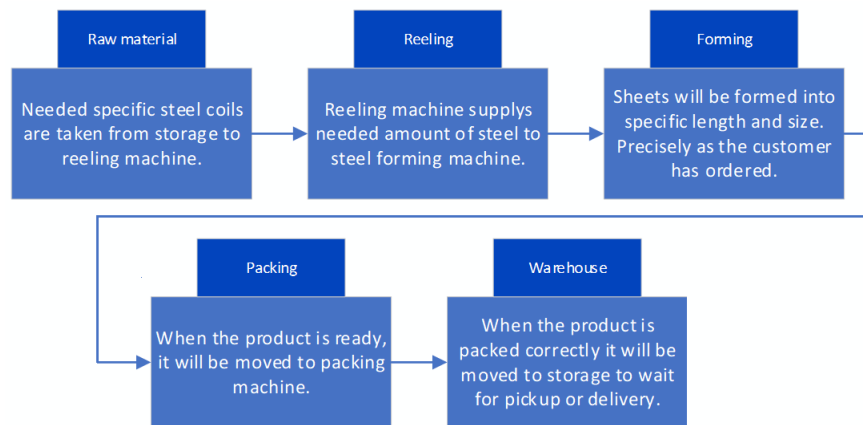 Raw material
Needed specific steel coils
are taken from storage to
reeling machine.
Reeling
Reeling machine supplys
needed amount of steel to
steel forming machine.
Forming
Sheets will be formed into
specific length and size.
Precisely as the customer
has ordered.
Packing
When the product is ready,
it will be moved to packing
machine.
Warehouse
When the product is
packed correctly it will be
moved to storage to wait
for pickup or delivery.